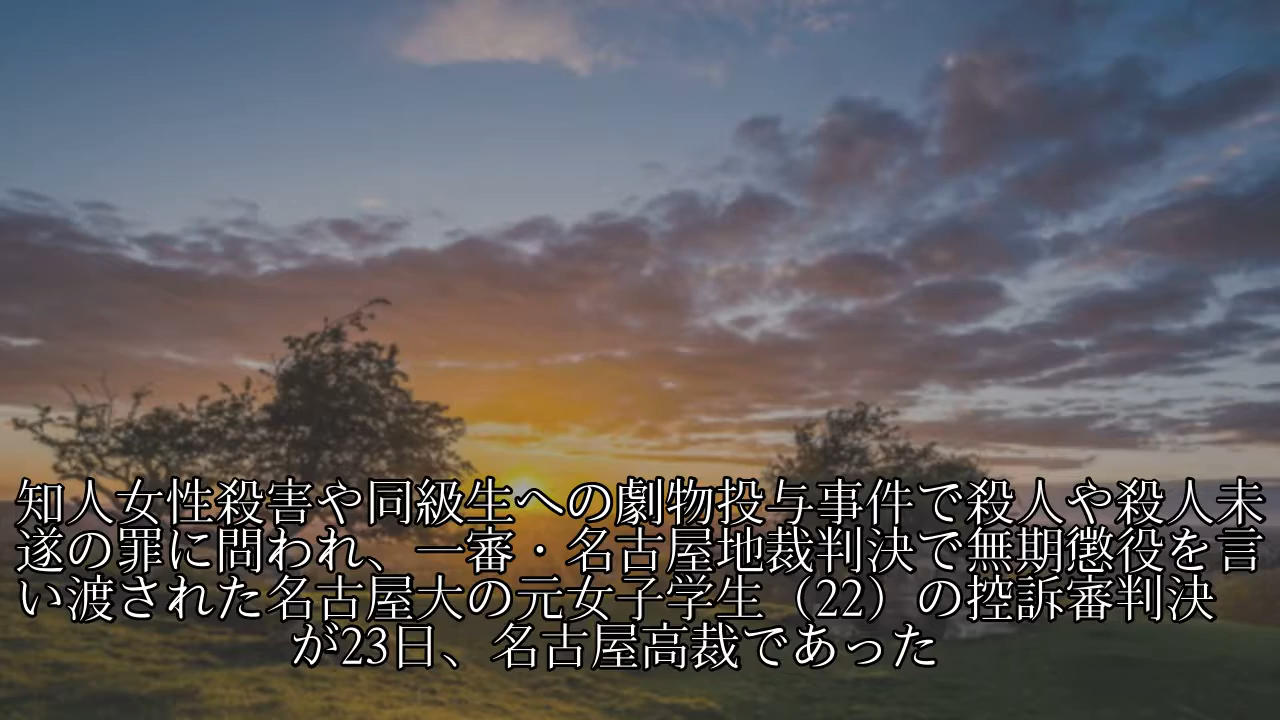 知人女性殺害や同級生への劇物投与事件で殺人や殺人未
遂の罪に問われ、一審・名古屋地裁判決で無期懲役を言
い渡された名古屋大の元女子学生（22）の控訴審判決
が23日、名古屋高裁であった